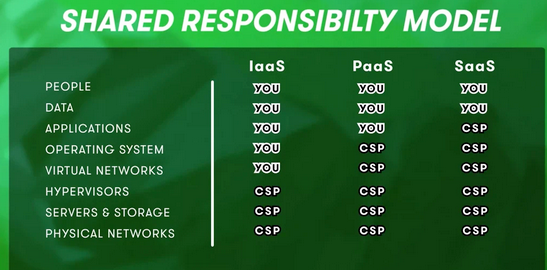 SHARED RESPONSIBILTY MODEL
IaaS PaaS SaaS
PEOPLE YOU YOU YOU
DATA YOU YOU YOU
APPLICATIONS YOU YOU CSP
OPERATING SYSTEM YOU CSP CSP
VIRTUAL NETWORKS YOU CSP CSP
HYPERVISORS CSP CSP CSP
SERVERS & STORAGE CSP CSP CSP
PHYSICAL NETWORKS CSP CSP CSP